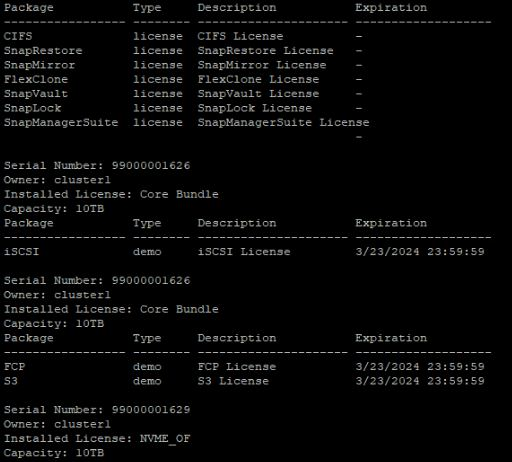 Package           Type     Description           Expiration
----------------- -------- --------------------- -------------------
CIFS              license  CIFS License          -
SnapRestore       license  SnapRestore License   -
SnapMirror        license  SnapMirror License    -
FlexClone         license  FlexClone License     -
SnapVault         license  SnapVault License     -
SnapLock          license  SnapLock License      -
SnapManagerSuite  license  SnapManagerSuite License
                                                 -
Serial Number: 99000001626
Owner: cluster1
Installed License: Core Bundle
Capacity: 10TB
Package           Type     Description           Expiration
----------------- -------- --------------------- -------------------
iSCSI             demo     iSCSI License         3/23/2024 23:59:59
Serial Number: 99000001626
Owner: cluster1
Installed License: Core Bundle
Capacity: 10TB
Package           Type     Description           Expiration
----------------- -------- --------------------- -------------------
FCP               demo     FCP License           3/23/2024 23:59:59
S3                demo     S3 License            3/23/2024 23:59:59
Serial Number: 99000001629
Owner: cluster1
Installed License: NVME_OF
Capacity: 10TB